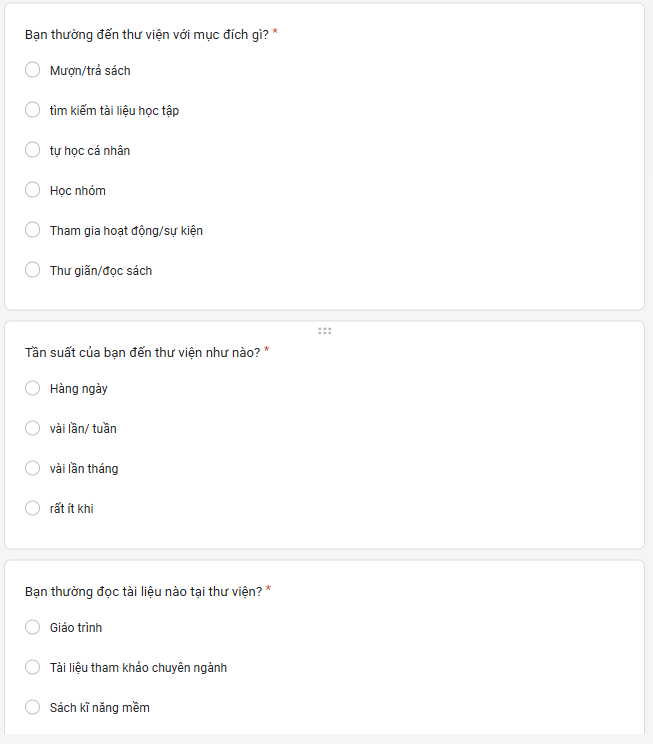 Bạn thường đến thư viện với mục đích gì? *
Mượn/trả sách
tìm kiếm tài liệu học tập
tự học cá nhân
Học nhóm
Tham gia hoạt động/sự kiện
Thư giãn/đọc sách
Tần suất của bạn đến thư viện như nào? *
Hàng ngày
vài lần/ tuần
vài lần tháng
rất ít khi
Bạn thường đọc tài liệu nào tại thư viện? *
Giáo trình
Tài liệu tham khảo chuyên ngành
Sách kĩ năng mềm